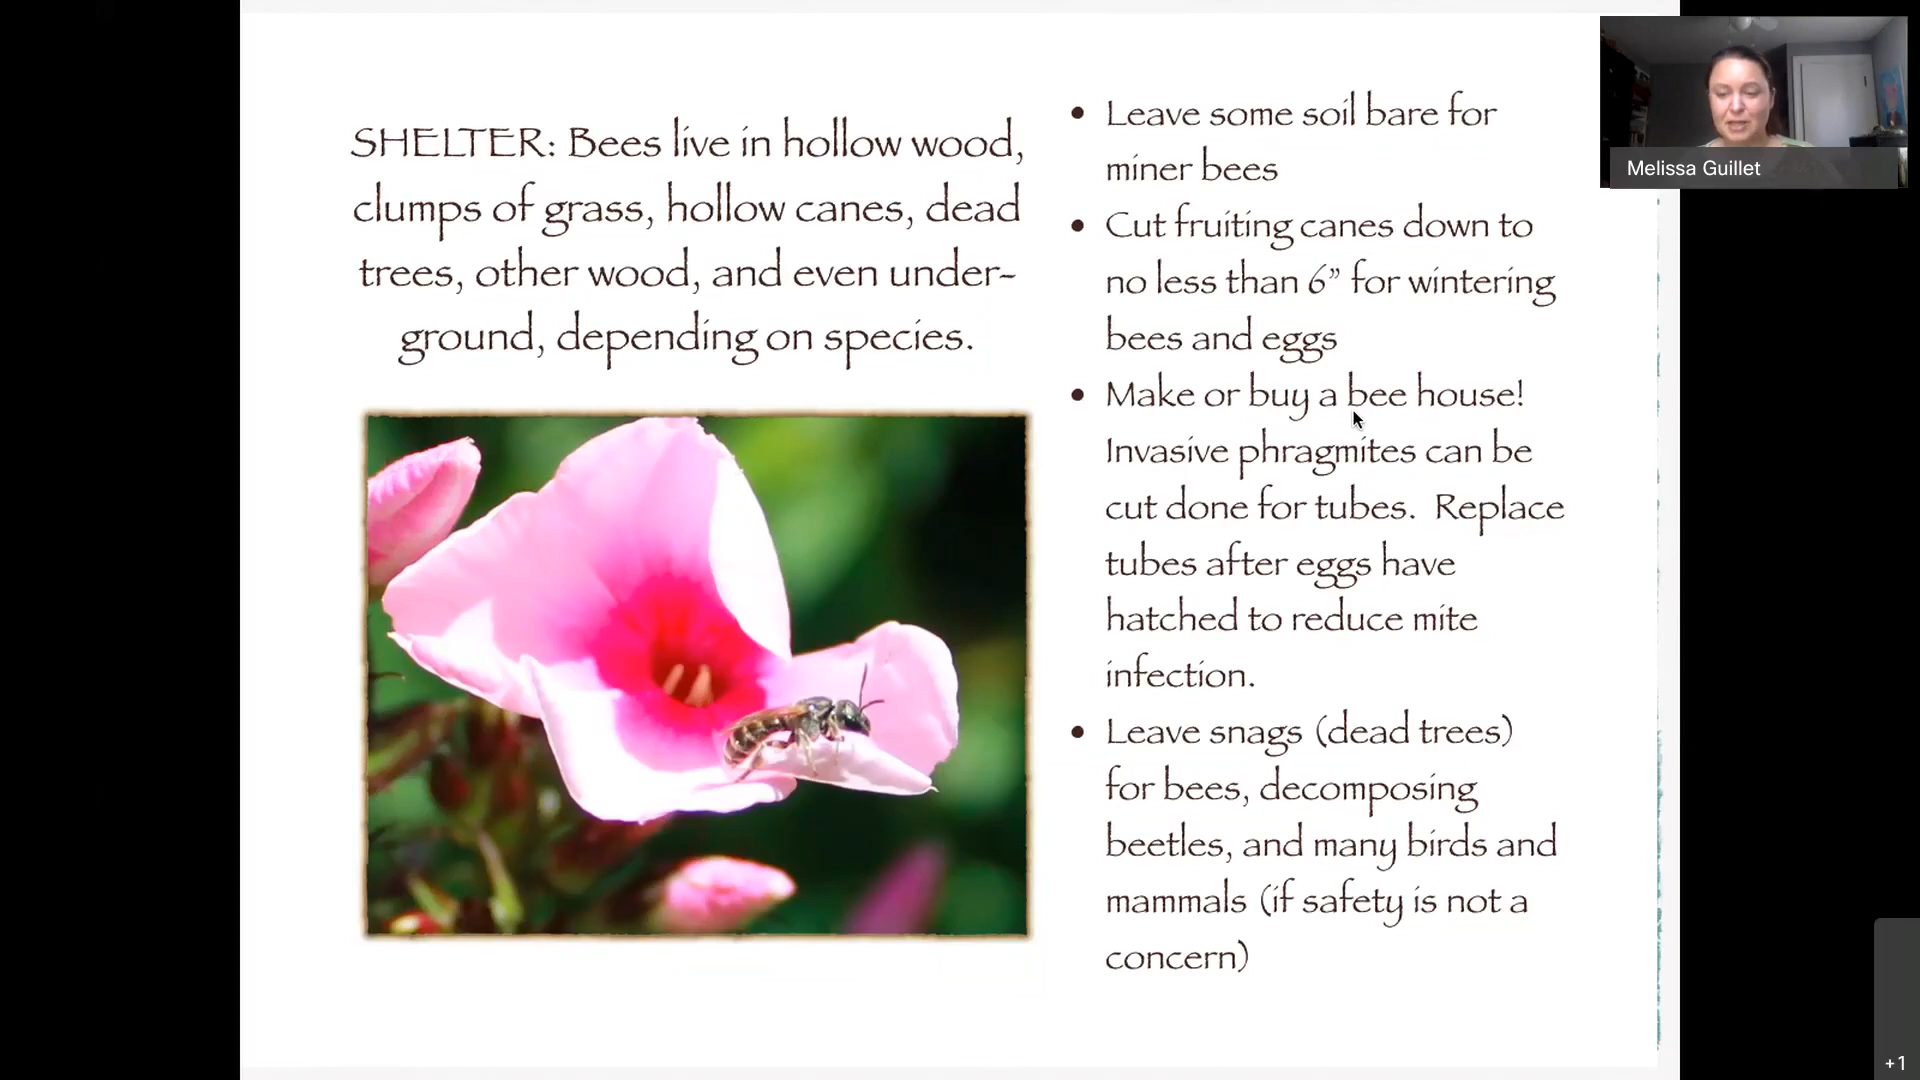 SHELTER: Bees live in hollow wood,
clumps of grass, hollow canes, dead
trees, other wood, and even under-
ground, depending on species.
• Leave some soil bare for
miner bees
• Cut fruiting canes down to
no less than 6” for wintering
bees and eggs
• Make or buy a bee house!
Invasive phragmites can be
cut done for tubes. Replace
tubes after eggs have
hatched to reduce mite
infection.
• Leave snags (dead trees)
for bees, decomposing
beetles, and many birds and
mammals (if safety is not a
concern)
Melissa Guillet
+1